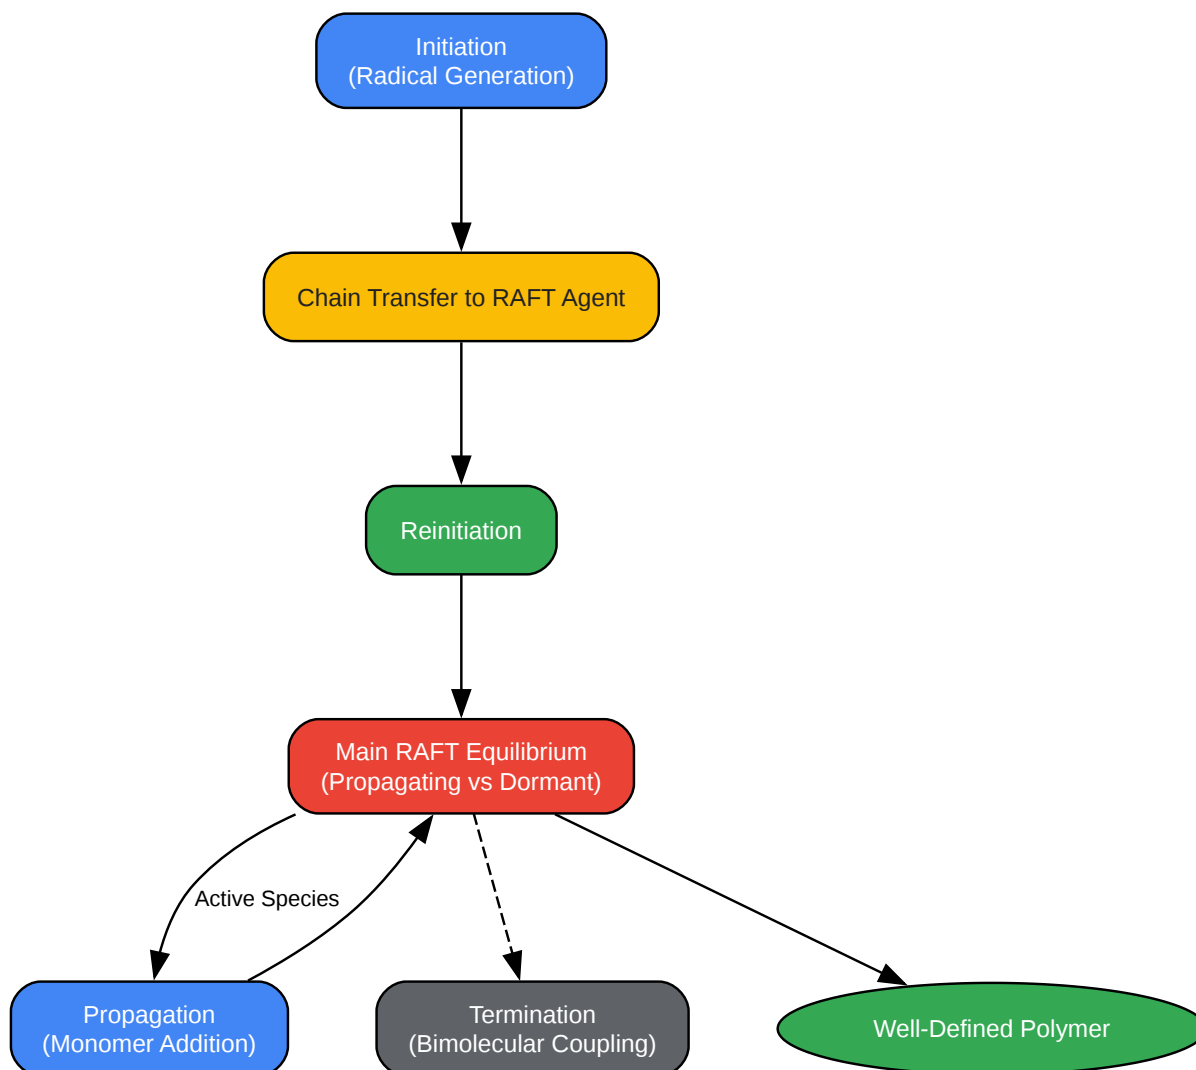 Initiation
(Radical Generation)
Chain Transfer to RAFT Agent
Reinitiation
Main RAFT Equilibrium
(Propagating vs Dormant)
Active Species
Propagation
(Monomer Addition)
Termination
(Bimolecular Coupling)
Well-Defined Polymer